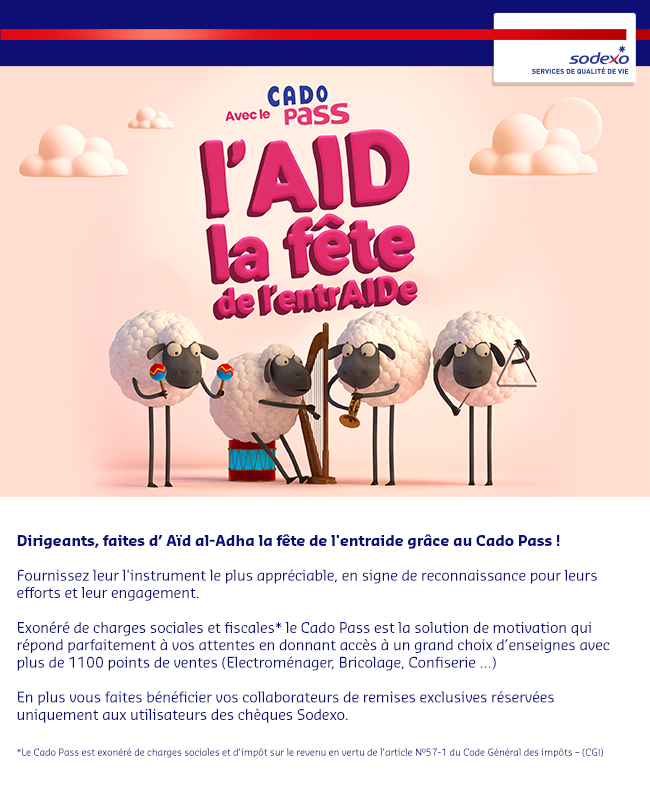 sodexo
SERVICES DE QUALITÉ DE VIE
CADO
Avec le pass
l'AID
la fête
de l'entrAIDe
Dirigeants, faites d’ Aïd al-Adha la fête de l'entraide grâce au Cado Pass !
Fournissez leur l'instrument le plus appréciable, en signe de reconnaissance pour leurs
efforts et leur engagement.
Exonéré de charges sociales et fiscales* le Cado Pass est la solution de motivation qui
répond parfaitement à vos attentes en donnant accès à un grand choix d’enseignes avec
plus de 1100 points de ventes (Electroménager, Bricolage, Confiserie ...)
En plus vous faites bénéficier vos collaborateurs de remises exclusives réservées
uniquement aux utilisateurs des chèques Sodexo.
*Le Cado Pass est exonéré de charges sociales et d'impôt sur le revenu en vertu de l’article N°57-1 du Code Général des impôts – (CGI)